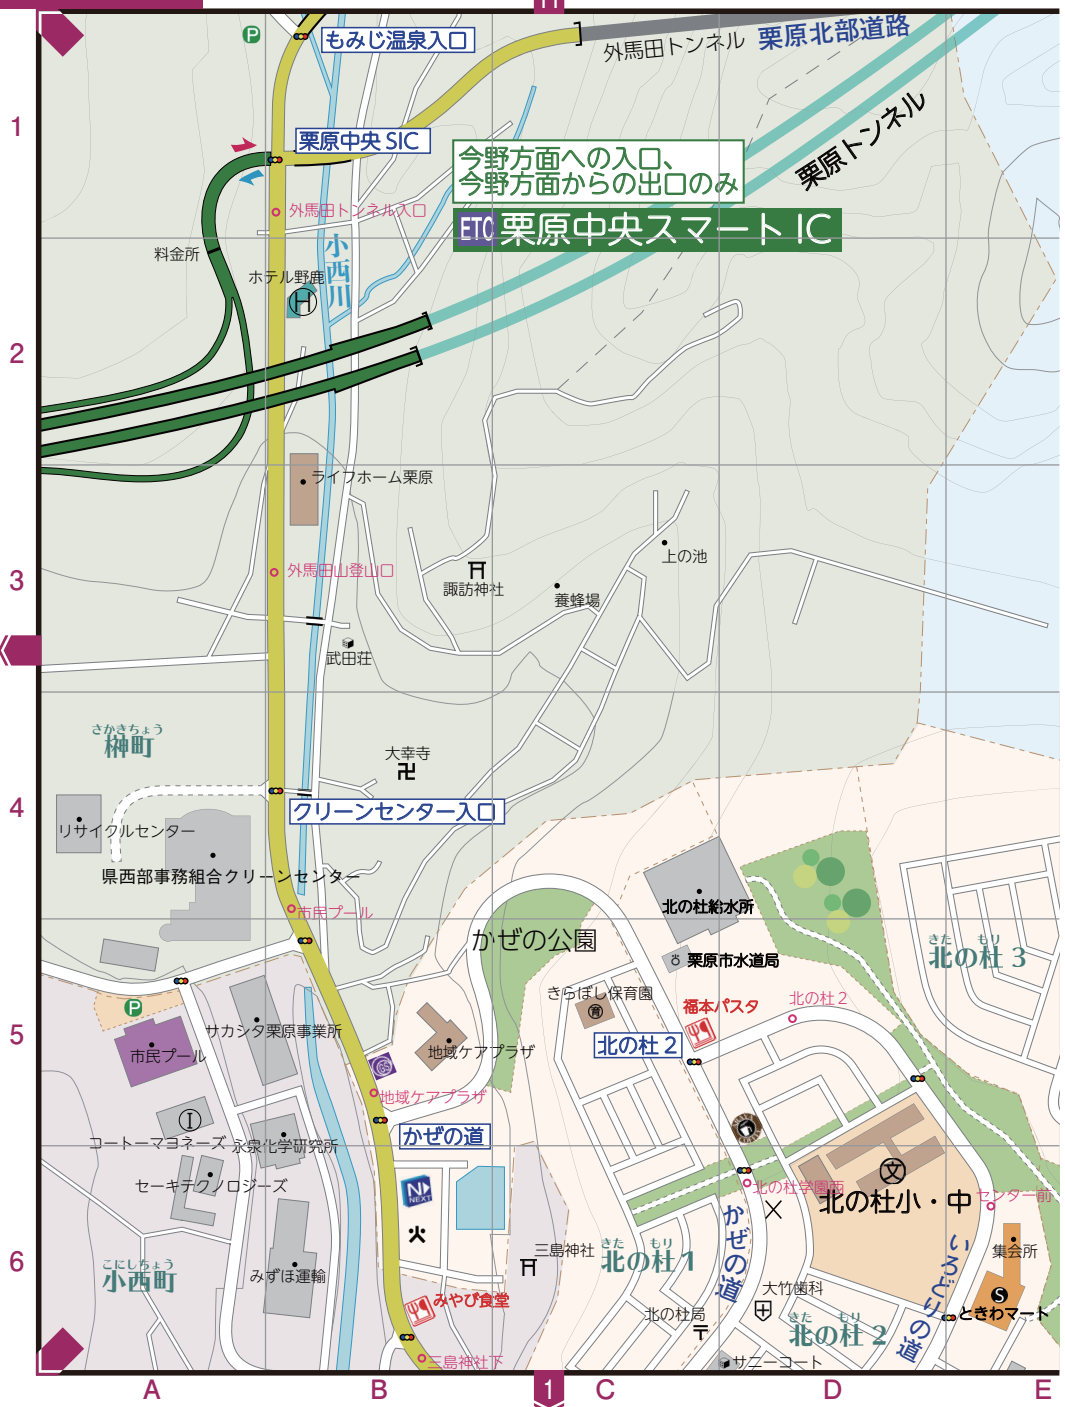 11
もみじ温泉入口
P
外馬田トンネル
栗原北部道路
1
栗原中央 SIC
今野方面への入口、
今野方面からの出口のみ
栗原トンネル
外馬田トンネル入口
ETC 栗原中央スマート IC
料金所
小西川
ホテル野鹿
H
2
ライフホーム栗原
上の池
3
外馬田山登山口
諏訪神社
養蜂場
武田荘
さかきちょう
榊町
大幸寺
4
クリーンセンター入口
リサイクルセンター
県西部事務組合クリーンセンター
市民プール
北の杜給水所
かぜの公園
きた もり
北の杜 3
栗原市水道局
きらぼし保育園
育
福本パスタ
北の杜 2
P
サカシタ栗原事業所
5
市民プール
地域ケアプラザ
北の杜 2
地域ケアプラザ
I
コートーマヨネーズ
永泉化学研究所
かぜの道
セーキテクノロジーズ
N
NEXT
文
北の杜学園西
北の杜小・中
センター前
火
かぜの道
いろどりの道
きた もり
北の杜 1
三島神社
集会所
6
こにしちょう
小西町
みずほ運輸
みやび食堂
大竹歯科
S
ときわマート
北の杜局
きた もり
北の杜 2
三島神社下
サニーコート
A
B
1
C
D
E